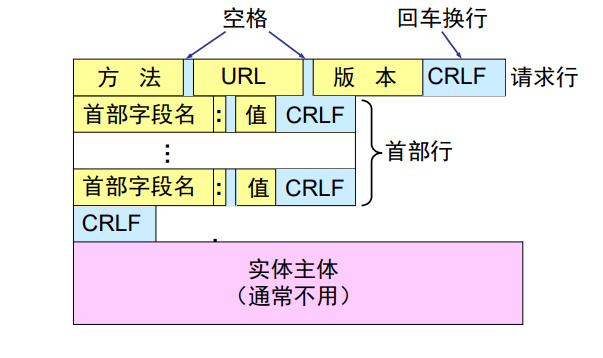 空格 回车换行
方 法 URL 版 本 CRLF 请求行
首部字段名 : 值 CRLF
⋮ 首部行
首部字段名 : 值 CRLF
CRLF
实体主体
（通常不用）